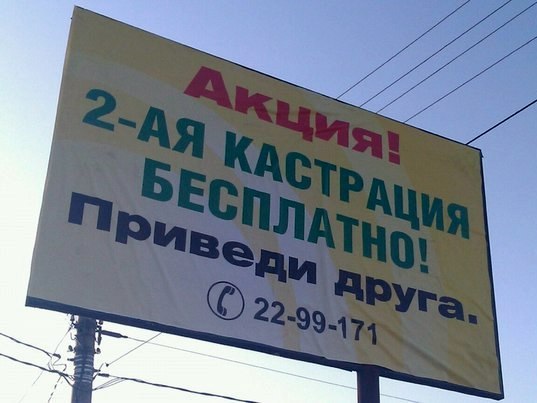 Акция!
2-АЯ КАСТРАЦИЯ
БЕСПЛАТНО!
Приведи друга.
22-99-171